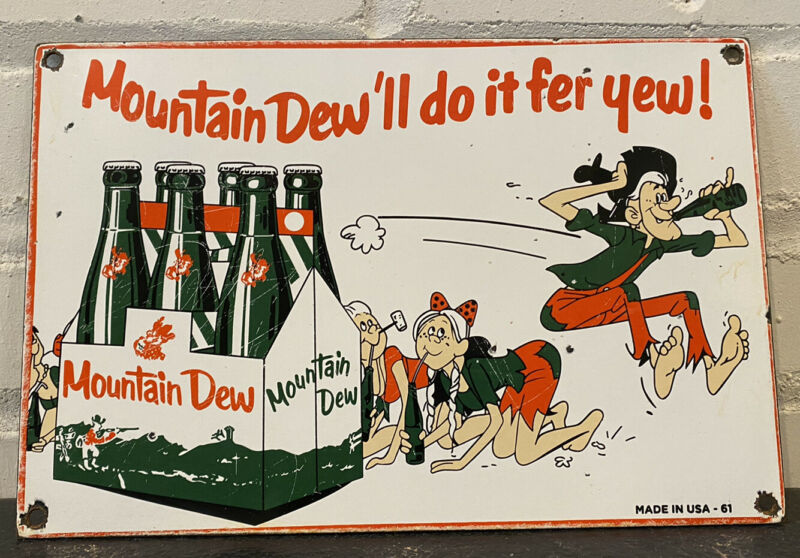 Mountain Dew'll do it fer yew!
Mountain Dew
Mountain
Dew
MADE IN USA - 61